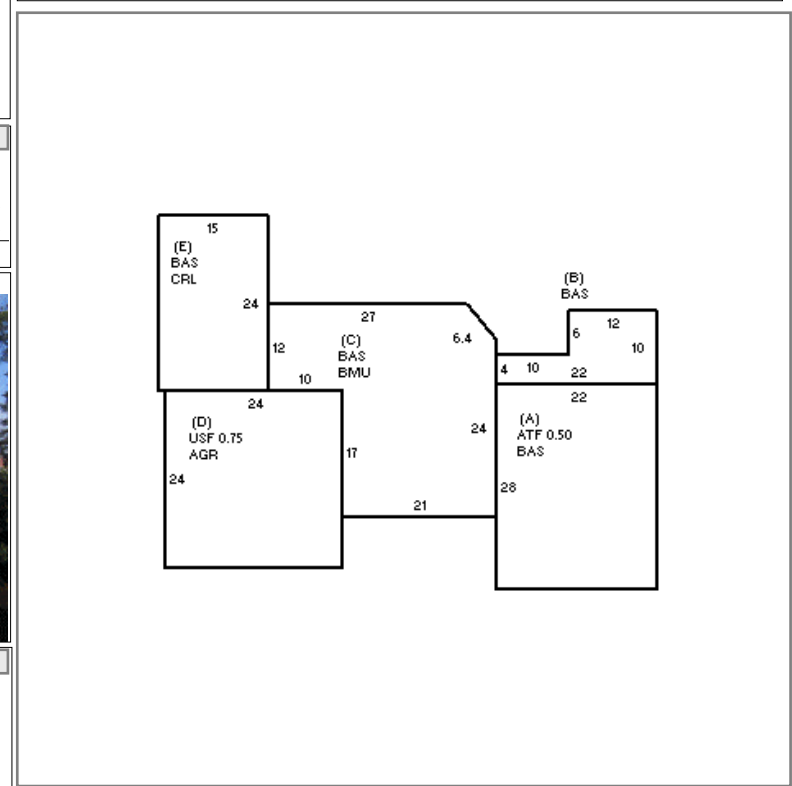 15
(E)
BAS
CRL
24
(B)
BAS
27
12
6
10
6.4
(C)
BAS
BMU
12
10
4
10
22
24
22
(D)
USF 0.75
AGR
24
17
24
(A)
ATF 0.50
BAS
28
21